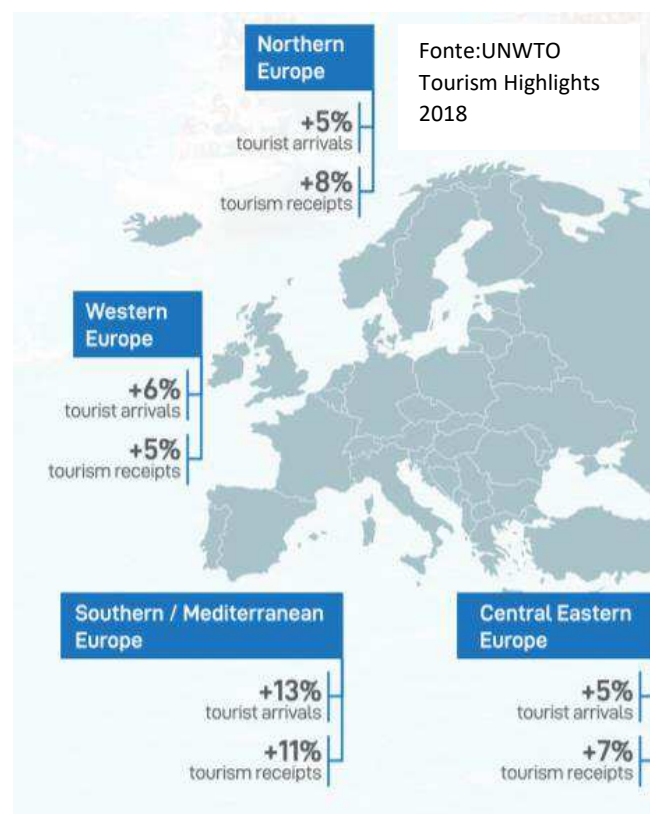 Northern
Europe
+5%
tourist arrivals
+8%
tourism receipts
Fonte:UNWTO
Tourism Highlights
2018
Western
Europe
+6%
tourist arrivals
+5%
tourism receipts
Southern / Mediterranean
Europe
+13%
tourist arrivals
+11%
tourism receipts
Central Eastern
Europe
+5%
tourist arrivals
+7%
tourism receipts